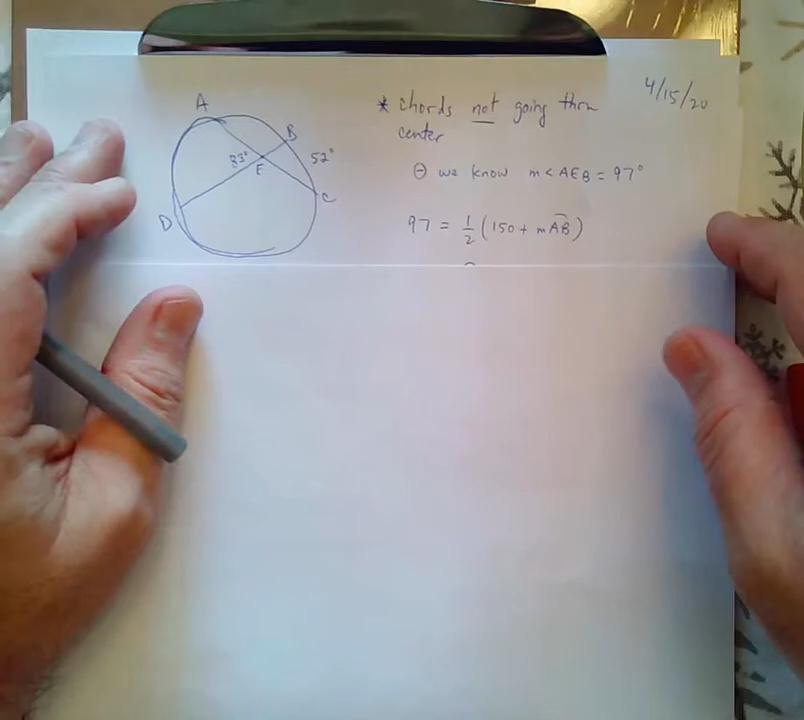 4/15/20
* chords not going thru
center
⊖ we know m<AEB = 97°
97 = 1/2 (150 + mAB)
A
B
83°
E
52°
C
D